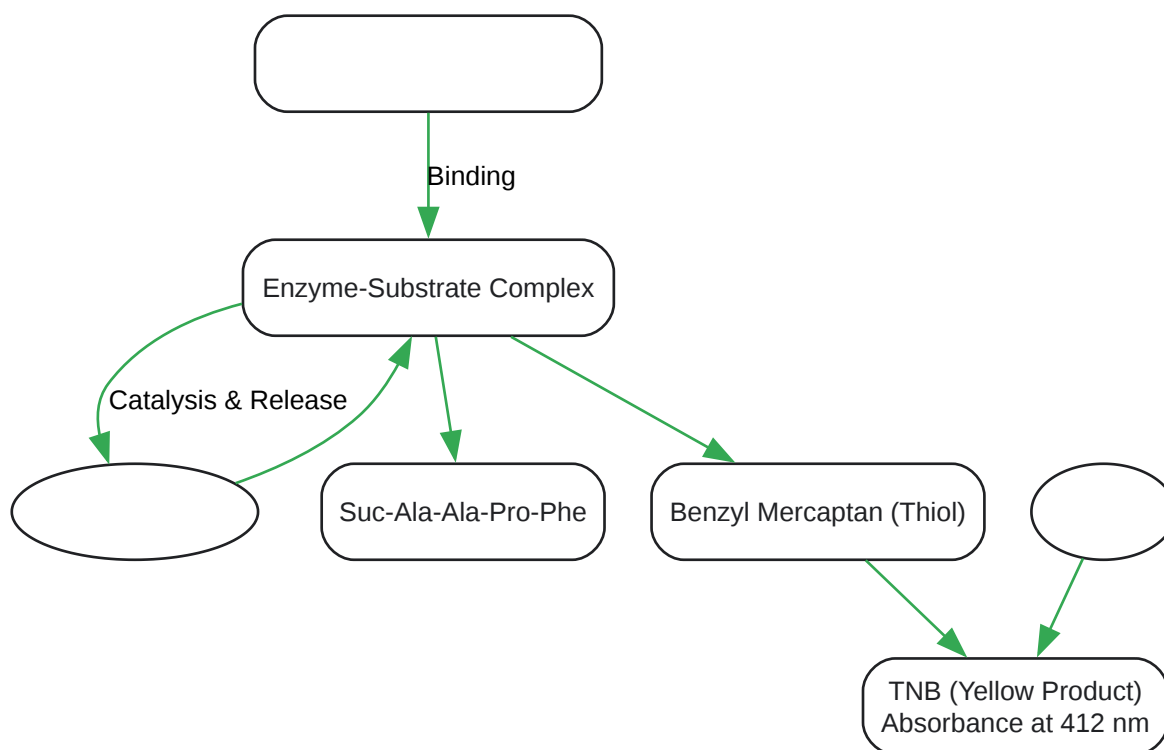 Binding
Enzyme-Substrate Complex
Catalysis & Release
Suc-Ala-Ala-Pro-Phe
Benzyl Mercaptan (Thiol)
TNB (Yellow Product)
Absorbance at 412 nm